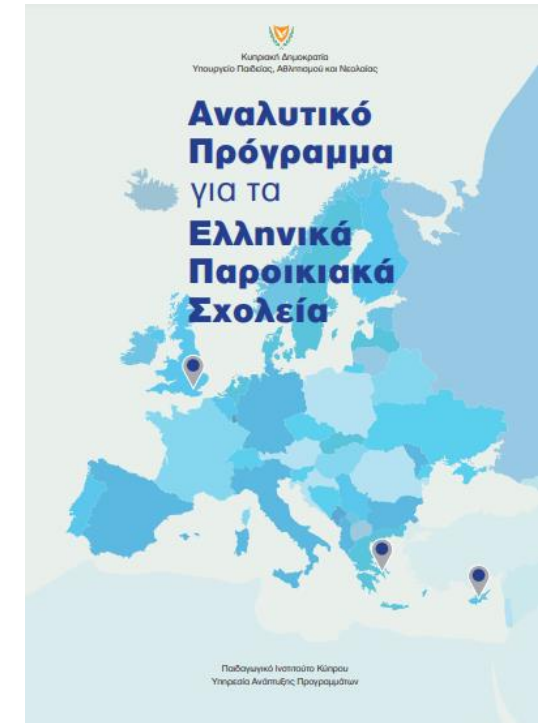 Κυπριακή Δημοκρατία
Υπουργείο Παιδείας, Αθλητισμού και Νεολαίας
Αναλυτικό
Πρόγραμμα
για τα
Ελληνικά
Παροικιακά
Σχολεία
Παιδαγωγικό Ινστιτούτο Κύπρου
Υπηρεσία Ανάπτυξης Προγραμμάτων